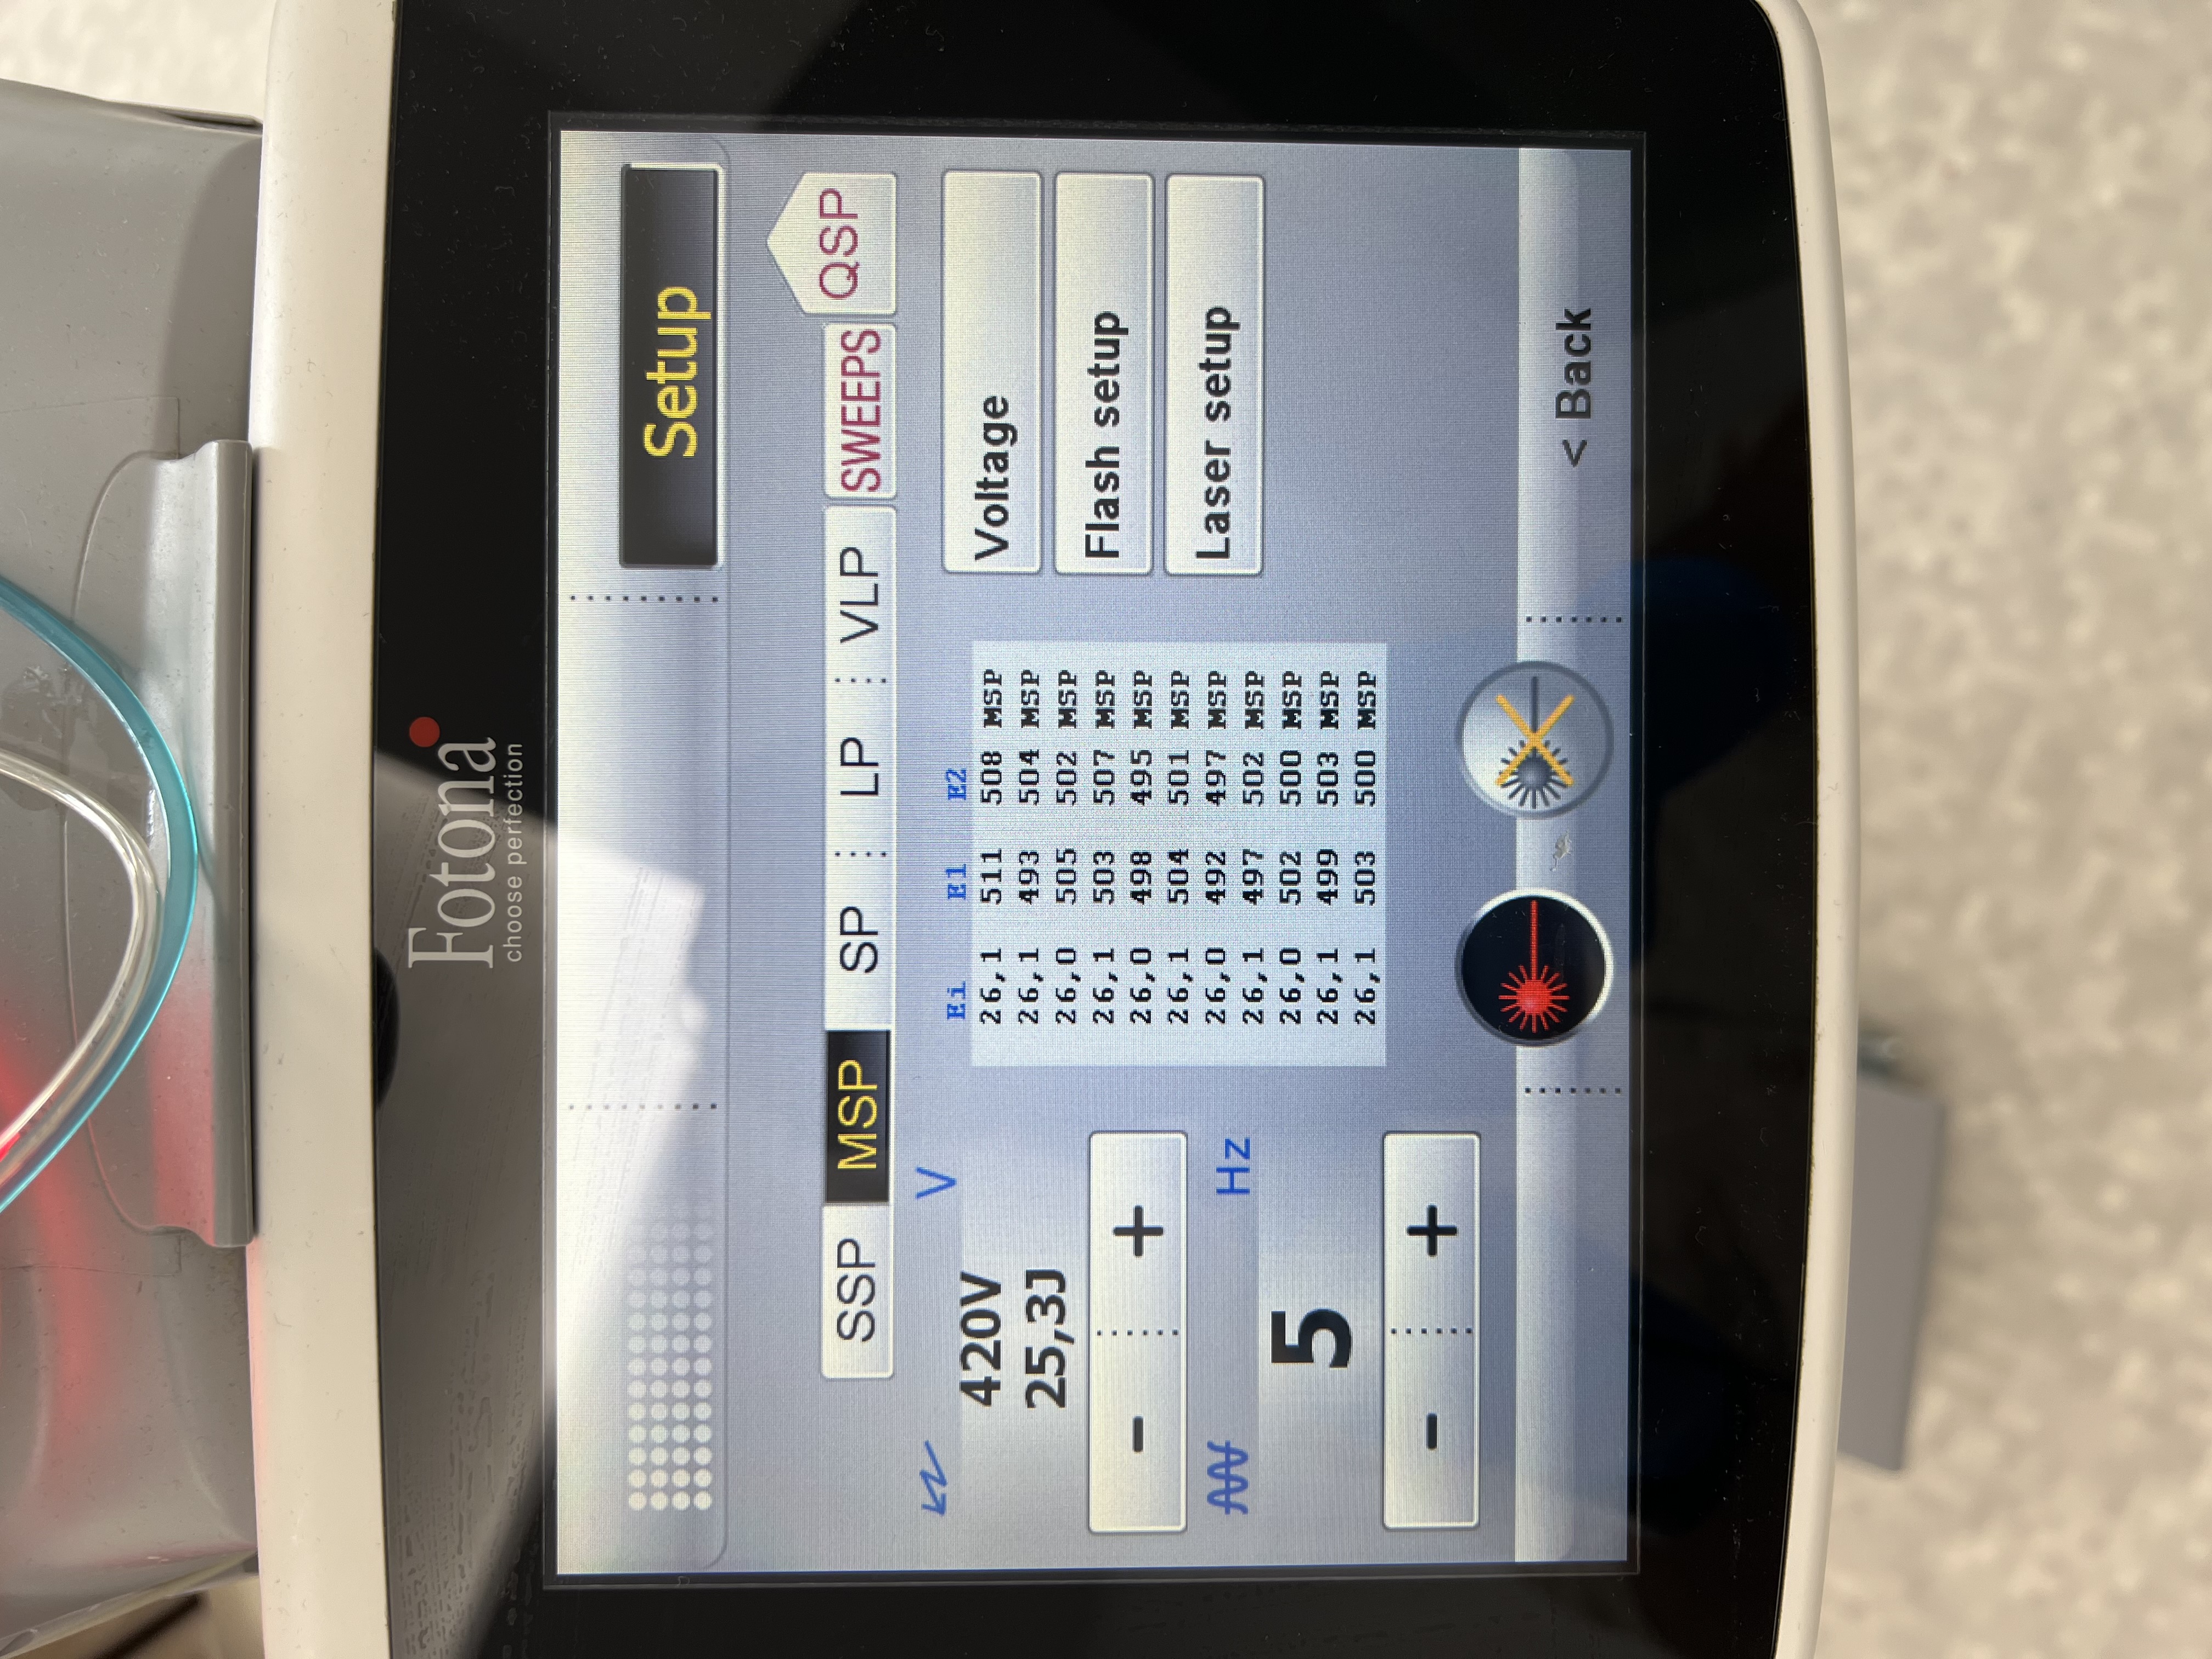 Fotona
choose perfection
Setup
SSP MSP SP LP VLP SWEEPS QSP
V
420V
25,3J
- +
Hz
5
- +
Ei E1 E2
26,1 511 508 MSP
26,1 493 504 MSP
26,0 505 502 MSP
26,1 503 507 MSP
26,0 498 495 MSP
26,1 504 501 MSP
26,0 492 497 MSP
26,1 497 502 MSP
26,0 502 500 MSP
26,1 499 503 MSP
26,1 503 500 MSP
Voltage
Flash setup
Laser setup
< Back